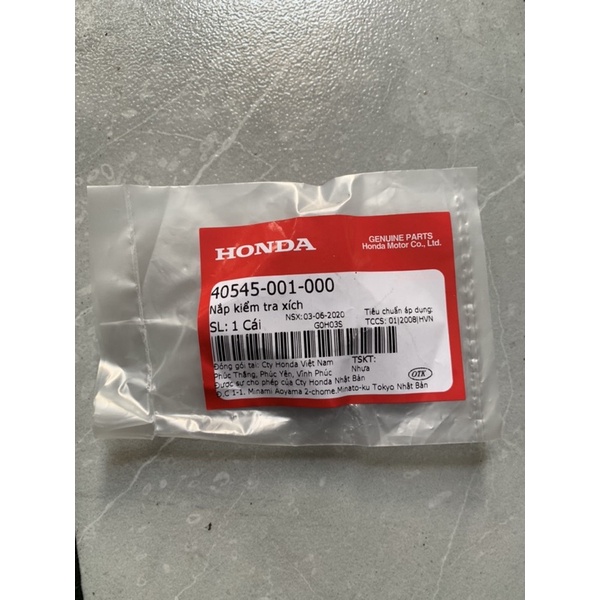 HONDA
GENUINE PARTS
Honda Motor Co., Ltd.
40545-001-000
Nắp kiểm tra xích
NSX:03-06-2020
Tiêu chuẩn áp dụng:
SL: 1 Cái
G0H03S
TCCS: 01|2008|HVN
Đóng gói tại: Cty Honda Việt Nam
TSKT:
Phúc Thắng, Phúc Yên, Vĩnh Phúc
Nhựa
Được sự cho phép của Cty Honda Nhật Bản
Đ.C 1-1, Minami Aoyama 2-chome Minato-ku Tokyo Nhật Bản
OTK